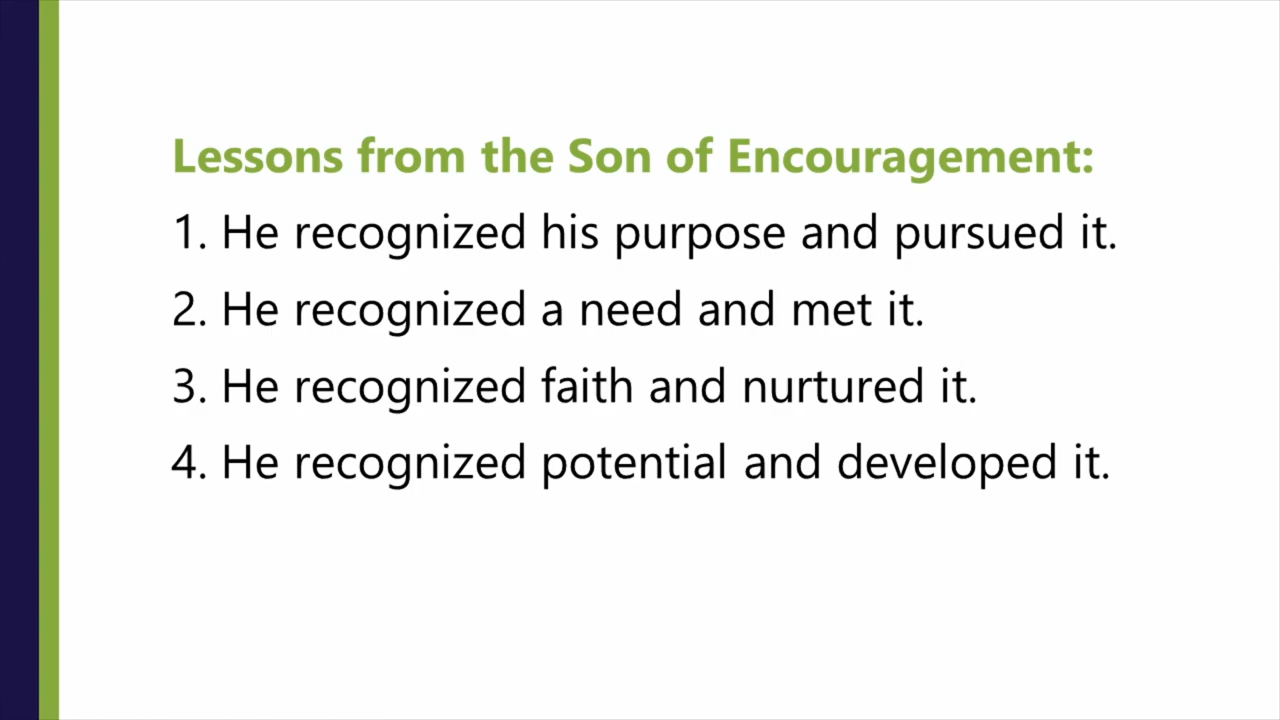 Lessons from the Son of Encouragement:
1. He recognized his purpose and pursued it.
2. He recognized a need and met it.
3. He recognized faith and nurtured it.
4. He recognized potential and developed it.